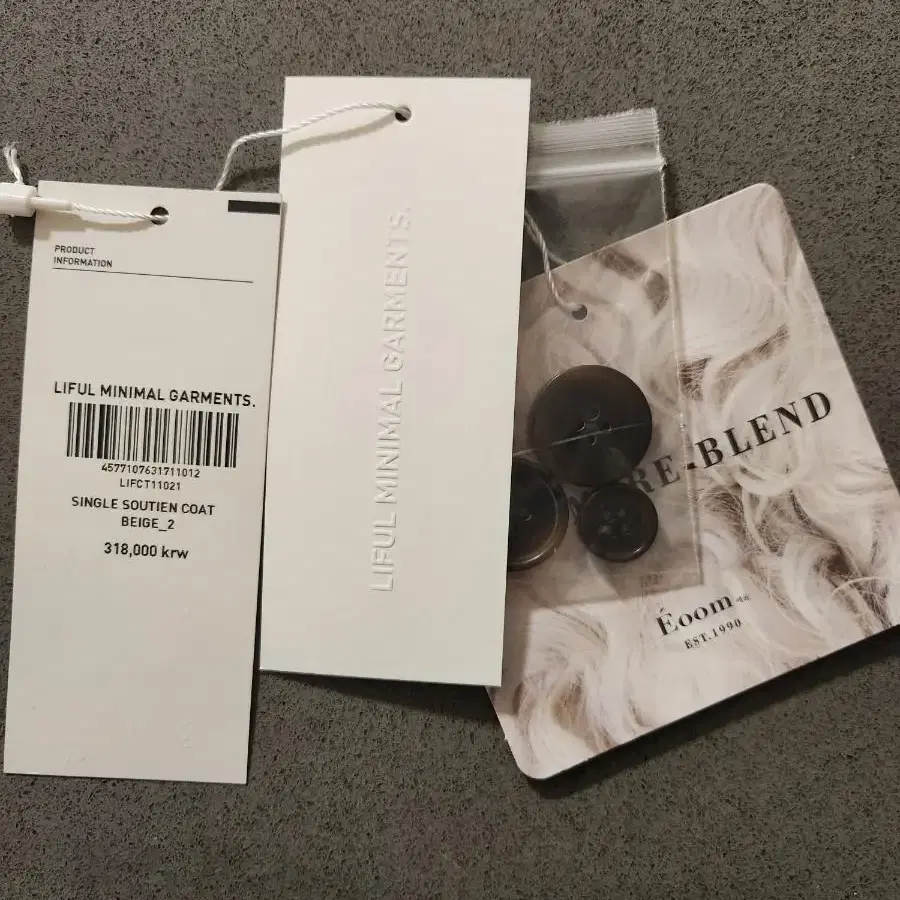 PRODUCT
INFORMATION
LIFUL MINIMAL GARMENTS.
4577107631711012
LIFCT11021
SINGLE SOUTIEN COAT
BEIGE_2
318,000 krw
LIFUL MINIMAL GARMENTS.
RE-BLEND
Éoom
EST.1990